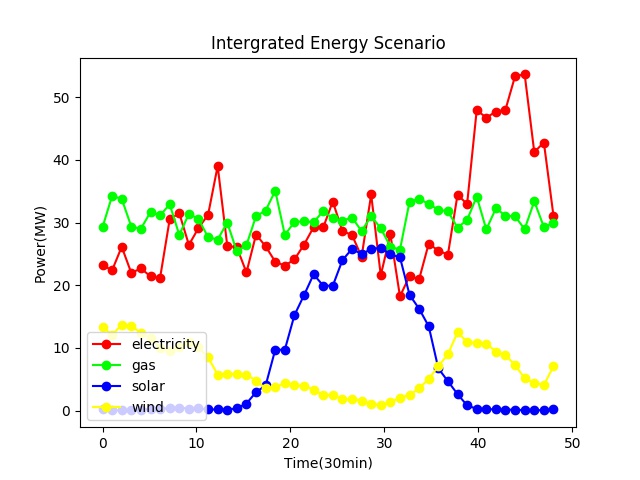 Intergrated Energy Scenario
Power(MW)
50
40
30
20
10
0
electricity
gas
solar
wind
0 10 20 30 40 50
Time(30min)